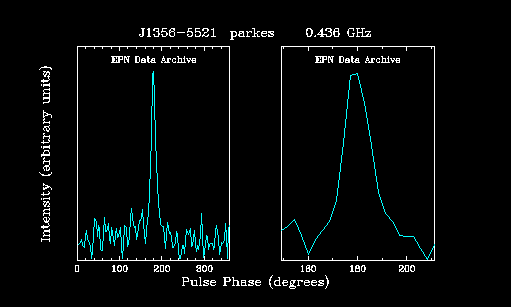 J1356-5521 parkes 0.436 GHz
EPN Data Archive
EPN Data Archive
Intensity (arbitrary units)
0 100 200 300
180 190 200
Pulse Phase (degrees)